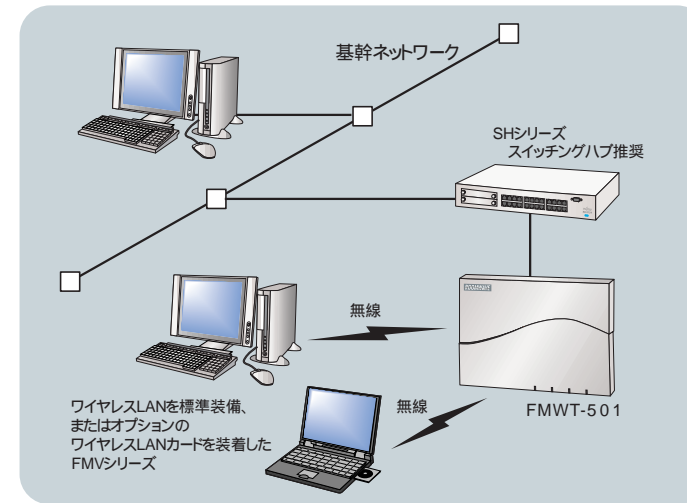 基幹ネットワーク
SHシリーズ
スイッチングハブ推奨
無線
ワイヤレスLANを標準装備、
またはオプションの
ワイヤレスLANカードを装着した
FMVシリーズ
無線
FMWT-501